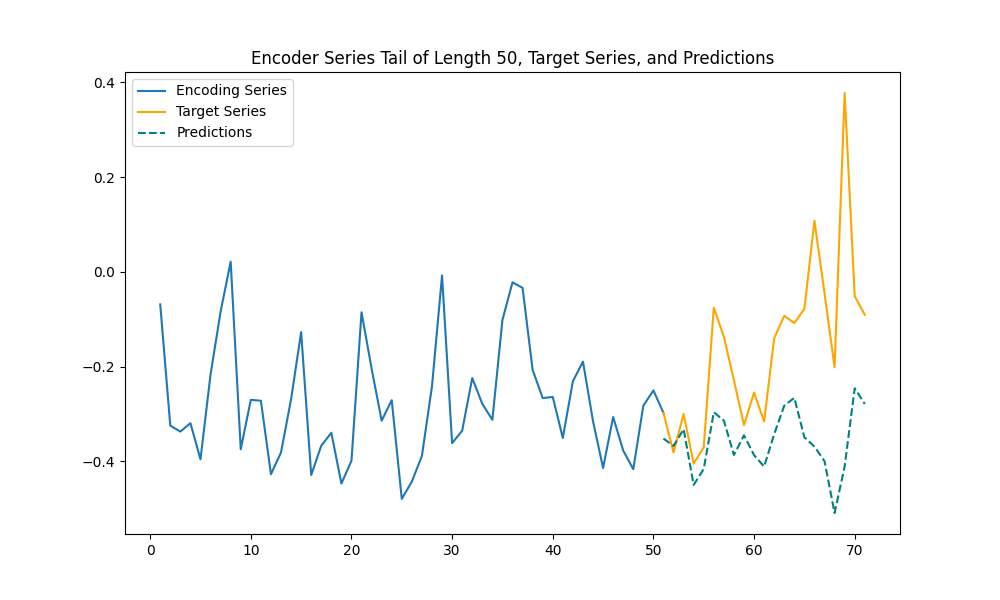 Encoder Series Tail of Length 50, Target Series, and Predictions
Encoding Series
Target Series
Predictions
0.4
0.2
0.0
−0.2
−0.4
0 10 20 30 40 50 60 70